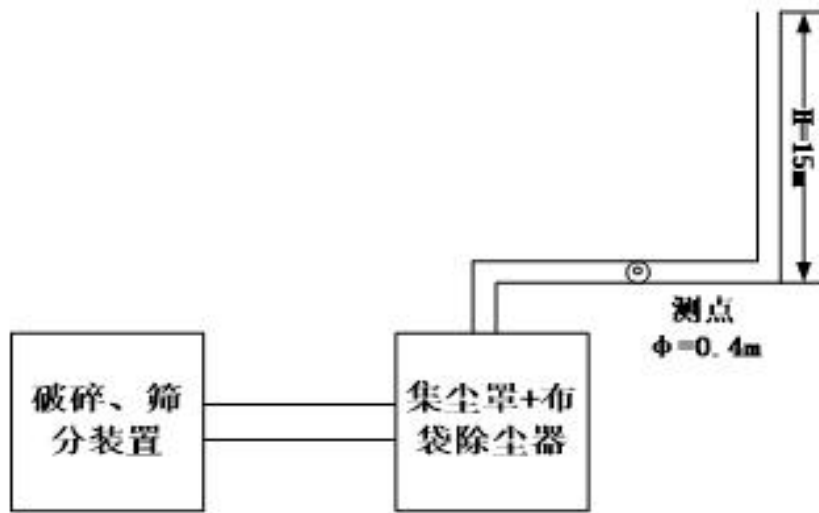 H=15m
测点
Φ=0.4m
破碎、筛
分装置
集尘罩+布
袋除尘器